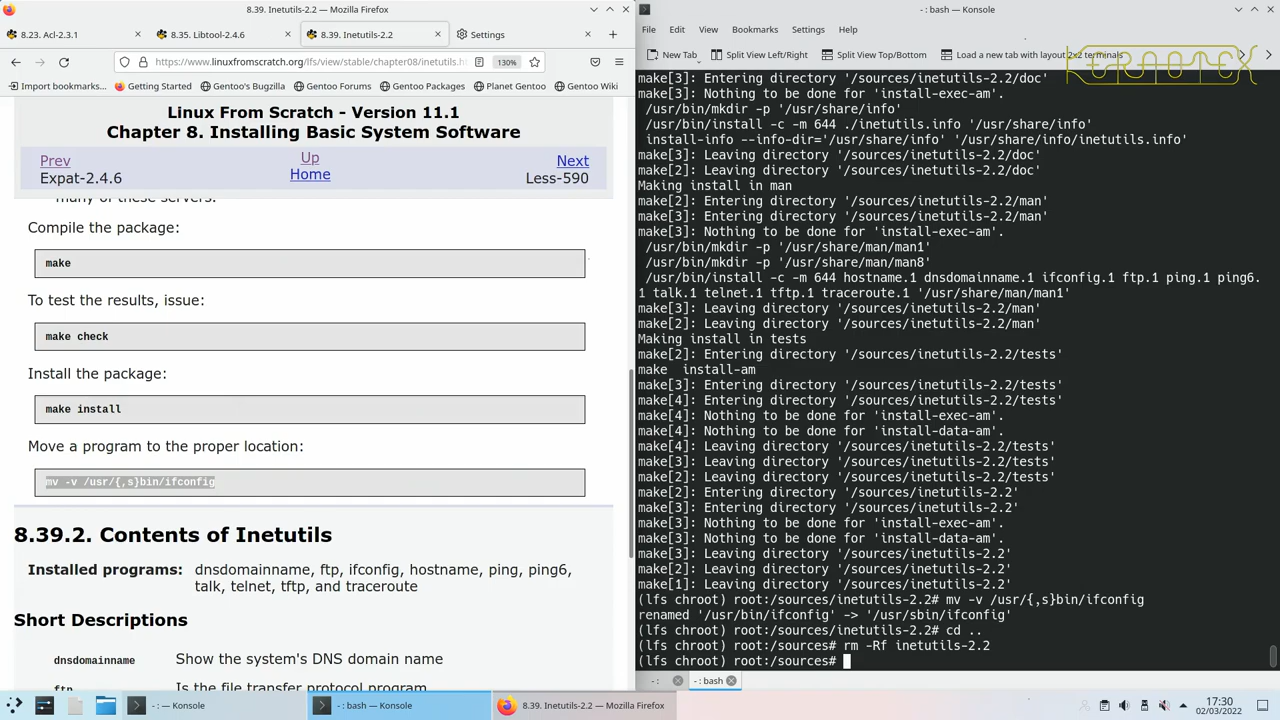 8.39. Inetutils-2.2 — Mozilla Firefox
8.23. Acl-2.3.1
8.35. Libtool-2.4.6
8.39. Inetutils-2.2
Settings
https://www.linuxfromscratch.org/lfs/view/stable/chapter08/inetutils.h
130%
Import bookmarks...
Getting Started
Gentoo's Bugzilla
Gentoo Forums
Gentoo Packages
Planet Gentoo
Gentoo Wiki
Linux From Scratch - Version 11.1
Chapter 8. Installing Basic System Software
Prev
Up
Next
Expat-2.4.6
Home
Less-590
many of these servers.
Compile the package:
make
To test the results, issue:
make check
Install the package:
make install
Move a program to the proper location:
mv -v /usr/{,s}bin/ifconfig
8.39.2. Contents of Inetutils
Installed programs: dnsdomainname, ftp, ifconfig, hostname, ping, ping6,
talk, telnet, tftp, and traceroute
Short Descriptions
dnsdomainname Show the system's DNS domain name
ftp Is the file transfer protocol program
- : bash — Konsole
File Edit View Bookmarks Settings Help
New Tab
Split View Left/Right
Split View Top/Bottom
Load a new tab with layout 2x2 terminals
KERNOTEX
make[3]: Entering directory '/sources/inetutils-2.2/doc'
make[3]: Nothing to be done for 'install-exec-am'.
/usr/bin/mkdir -p '/usr/share/info'
/usr/bin/install -c -m 644 ./inetutils.info '/usr/share/info'
install-info --info-dir='/usr/share/info' '/usr/share/info/inetutils.info'
make[3]: Leaving directory '/sources/inetutils-2.2/doc'
make[2]: Leaving directory '/sources/inetutils-2.2/doc'
Making install in man
make[2]: Entering directory '/sources/inetutils-2.2/man'
make[3]: Entering directory '/sources/inetutils-2.2/man'
make[3]: Nothing to be done for 'install-exec-am'.
/usr/bin/mkdir -p '/usr/share/man/man1'
/usr/bin/mkdir -p '/usr/share/man/man8'
/usr/bin/install -c -m 644 hostname.1 dnsdomainname.1 ifconfig.1 ftp.1 ping.1 ping6.
1 talk.1 telnet.1 tftp.1 traceroute.1 '/usr/share/man/man1'
make[3]: Leaving directory '/sources/inetutils-2.2/man'
make[2]: Leaving directory '/sources/inetutils-2.2/man'
Making install in tests
make[2]: Entering directory '/sources/inetutils-2.2/tests'
make  install-am
make[3]: Entering directory '/sources/inetutils-2.2/tests'
make[4]: Entering directory '/sources/inetutils-2.2/tests'
make[4]: Nothing to be done for 'install-exec-am'.
make[4]: Nothing to be done for 'install-data-am'.
make[4]: Leaving directory '/sources/inetutils-2.2/tests'
make[3]: Leaving directory '/sources/inetutils-2.2/tests'
make[2]: Leaving directory '/sources/inetutils-2.2/tests'
make[2]: Entering directory '/sources/inetutils-2.2'
make[3]: Entering directory '/sources/inetutils-2.2'
make[3]: Nothing to be done for 'install-exec-am'.
make[3]: Nothing to be done for 'install-data-am'.
make[3]: Leaving directory '/sources/inetutils-2.2'
make[2]: Leaving directory '/sources/inetutils-2.2'
make[1]: Leaving directory '/sources/inetutils-2.2'
(lfs chroot) root:/sources/inetutils-2.2# mv -v /usr/{,s}bin/ifconfig
renamed '/usr/bin/ifconfig' -> '/usr/sbin/ifconfig'
(lfs chroot) root:/sources/inetutils-2.2# cd ..
(lfs chroot) root:/sources# rm -Rf inetutils-2.2
(lfs chroot) root:/sources#
- :
- : bash
- : — Konsole
- : bash — Konsole
8.39. Inetutils-2.2 — Mozilla Firefox
17:30
02/03/2022